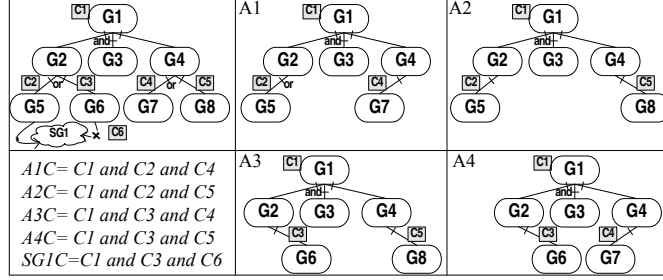 C1 G1
and
G2 G3 G4
C2 or C3 C4 or C5
G5 G6 G7 G8
SG1 C6
A1
C1 G1
and
G2 G3 G4
C2 or C4
G5 G7
A2
C1 G1
and
G2 G3 G4
C2 C5
G5 G8
A1C= C1 and C2 and C4
A2C= C1 and C2 and C5
A3C= C1 and C3 and C4
A4C= C1 and C3 and C5
SG1C=C1 and C3 and C6
A3
C1 G1
and
G2 G3 G4
C3 C5
G6 G8
A4
C1 G1
and
G2 G3 G4
C3 C4
G6 G7